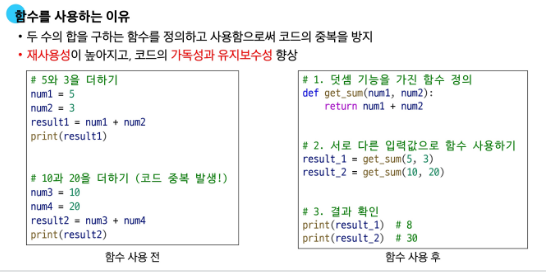 함수를 사용하는 이유
• 두 수의 합을 구하는 함수를 정의하고 사용함으로써 코드의 중복을 방지
• 재사용성이 높아지고, 코드의 가독성과 유지보수성 향상
# 5와 3을 더하기
num1 = 5
num2 = 3
result1 = num1 + num2
print(result1)
# 10과 20을 더하기 (코드 중복 발생!)
num3 = 10
num4 = 20
result2 = num3 + num4
print(result2)
함수 사용 전
# 1. 덧셈 기능을 가진 함수 정의
def get_sum(num1, num2):
    return num1 + num2
# 2. 서로 다른 입력값으로 함수 사용하기
result_1 = get_sum(5, 3)
result_2 = get_sum(10, 20)
# 3. 결과 확인
print(result_1)  # 8
print(result_2)  # 30
함수 사용 후